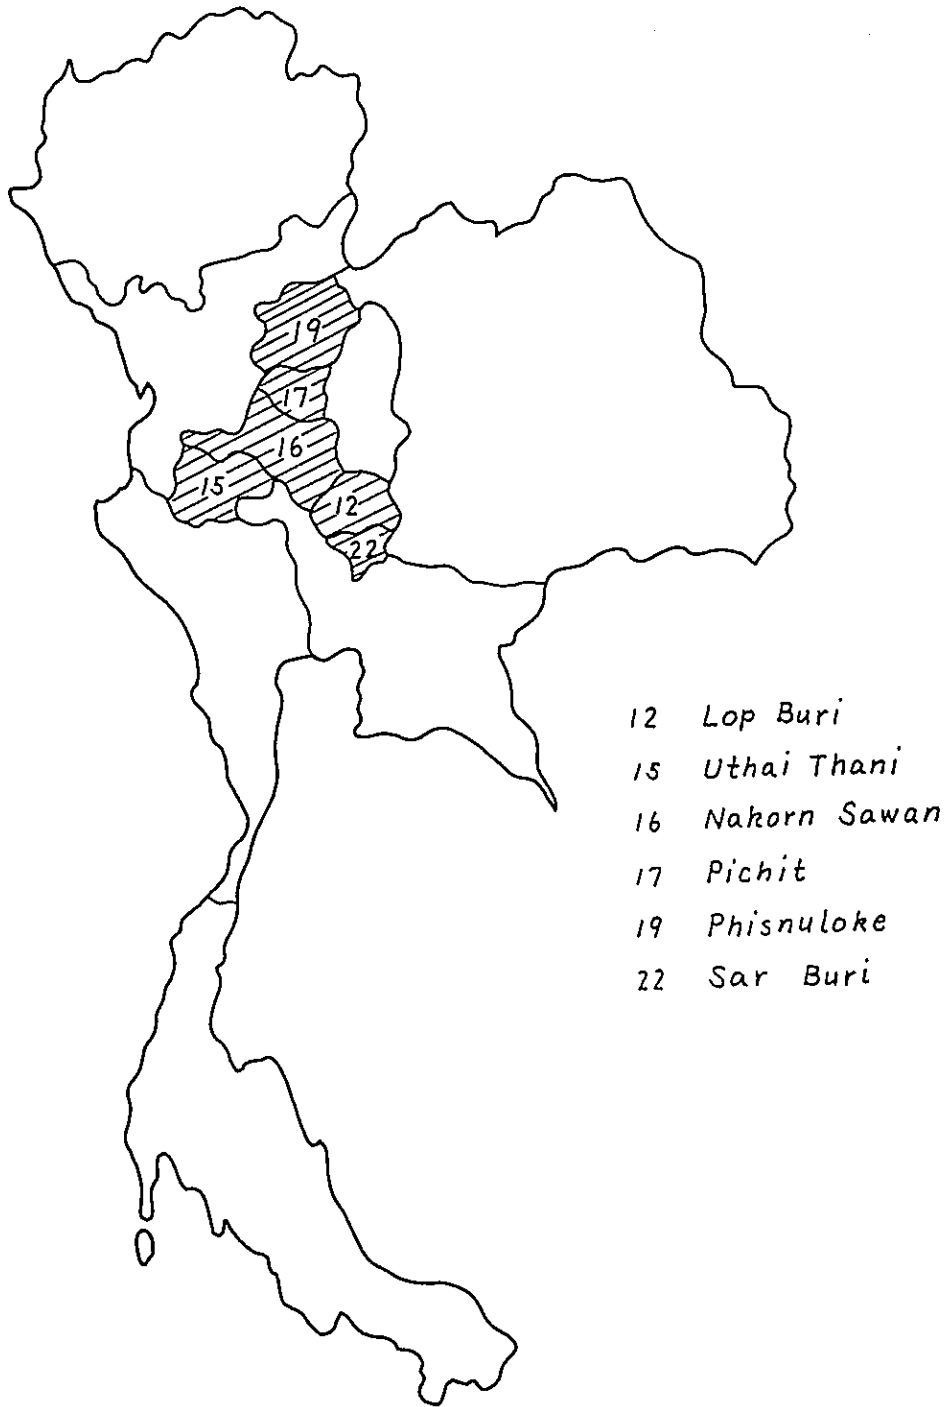 19
17
16
15
12
22
12 Lop Buri
15 Uthai Thani
16 Nakorn Sawan
17 Pichit
19 Phisnuloke
22 Sar Buri